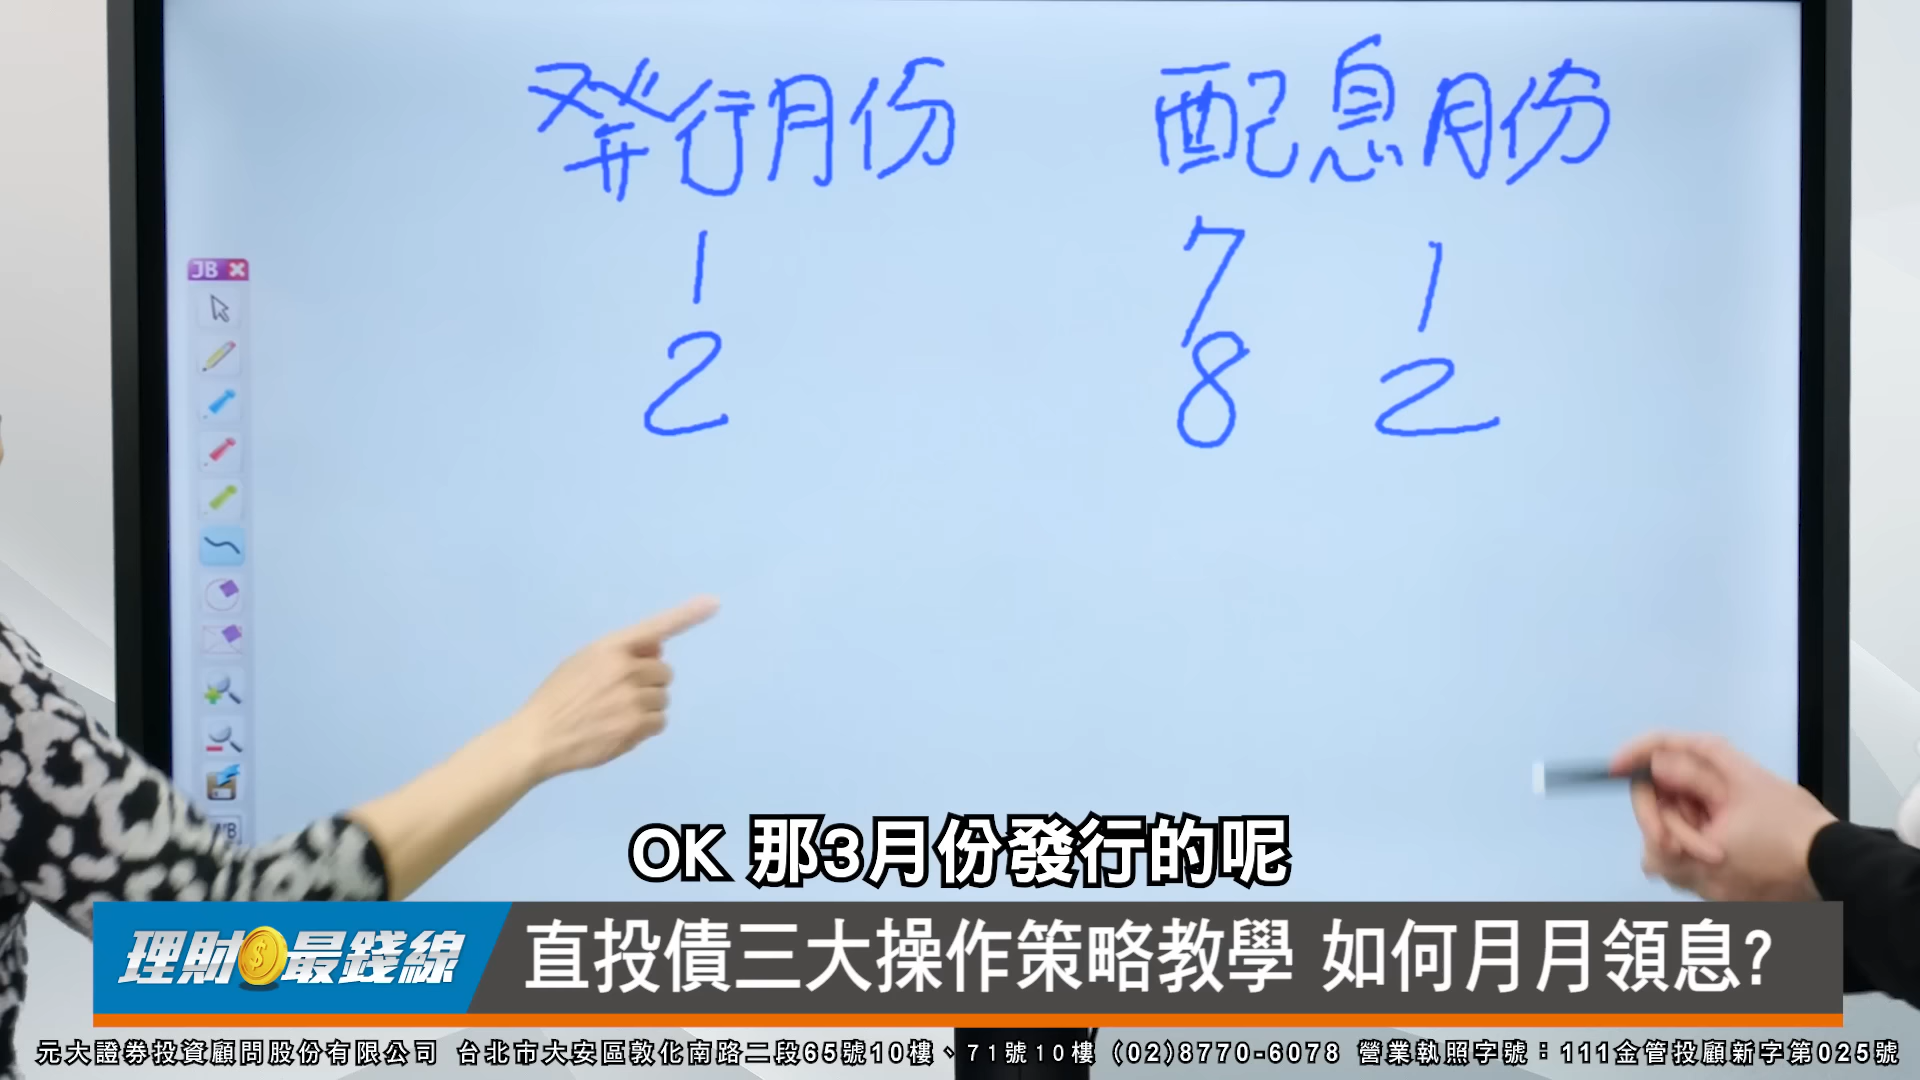 發行月份 配息月份
1 7 1
2 8 2
JB
OK 那3月份發行的呢
理財最錢線 直投債三大操作策略教學 如何月月領息?
元大證券投資顧問股份有限公司 台北市大安區敦化南路二段65號10樓、71號10樓 (02)8770-6078 營業執照字號：111金管投顧新字第025號